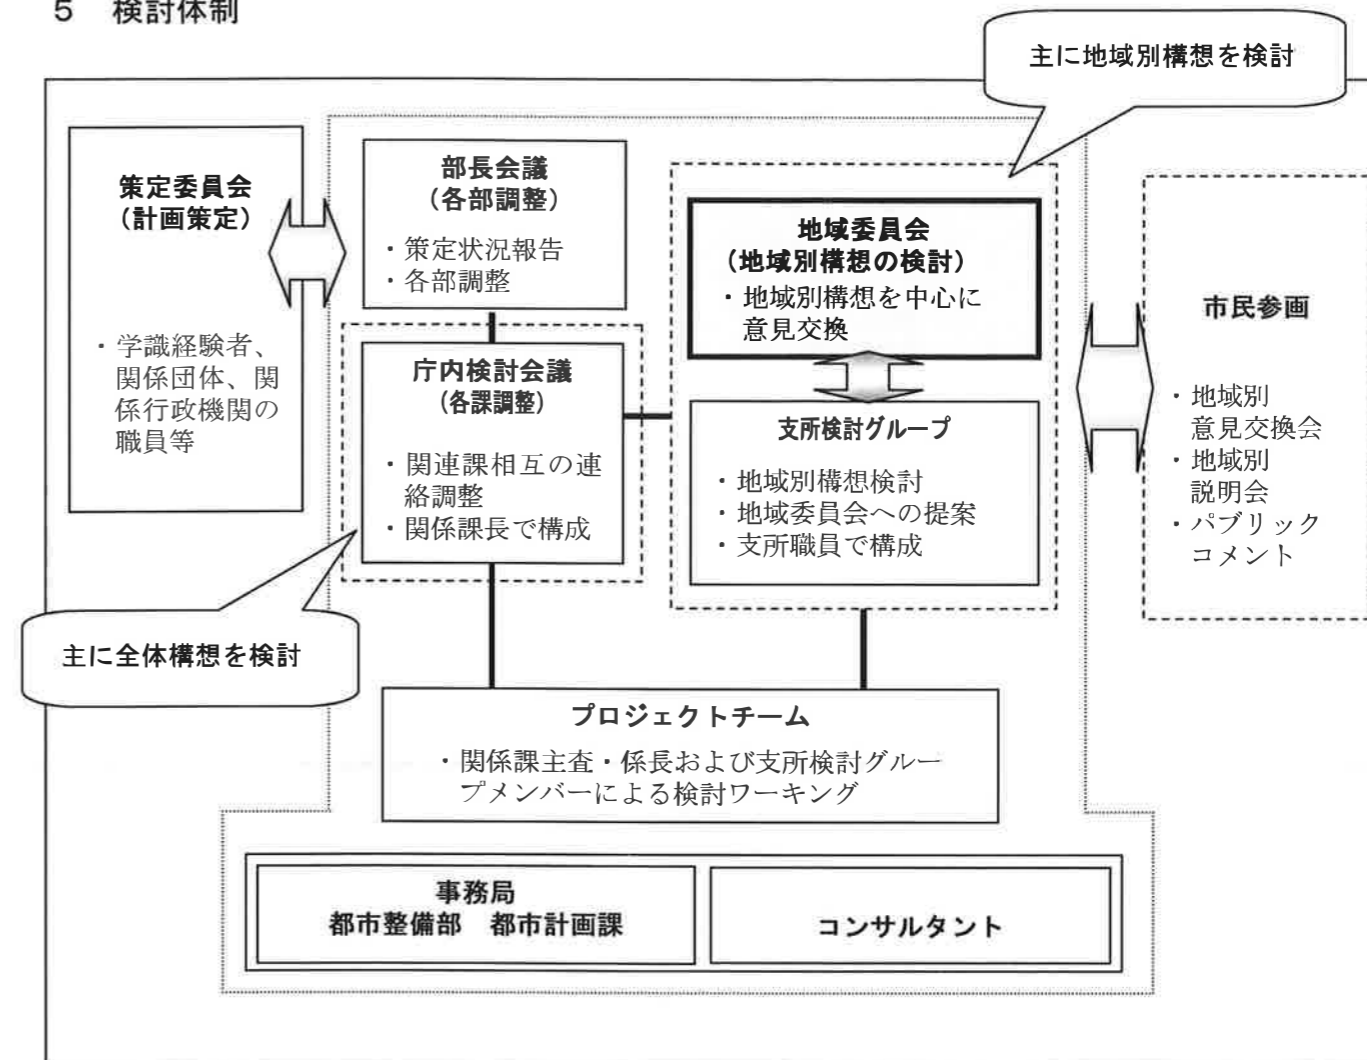 5 検討体制
主に地域別構想を検討
策定委員会
(計画策定)
・学識経験者、
関係団体、関
係行政機関の
職員等
部長会議
(各部調整)
・策定状況報告
・各部調整
庁内検討会議
(各課調整)
・関連課相互の連
絡調整
・関係課長で構成
地域委員会
(地域別構想の検討)
・地域別構想を中心に
意見交換
支所検討グループ
・地域別構想検討
・地域委員会への提案
・支所職員で構成
市民参画
・地域別
意見交換会
・地域別
説明会
・パブリック
コメント
主に全体構想を検討
プロジェクトチーム
・関係課主査・係長および支所検討グルー
プメンバーによる検討ワーキング
事務局
都市整備部 都市計画課
コンサルタント